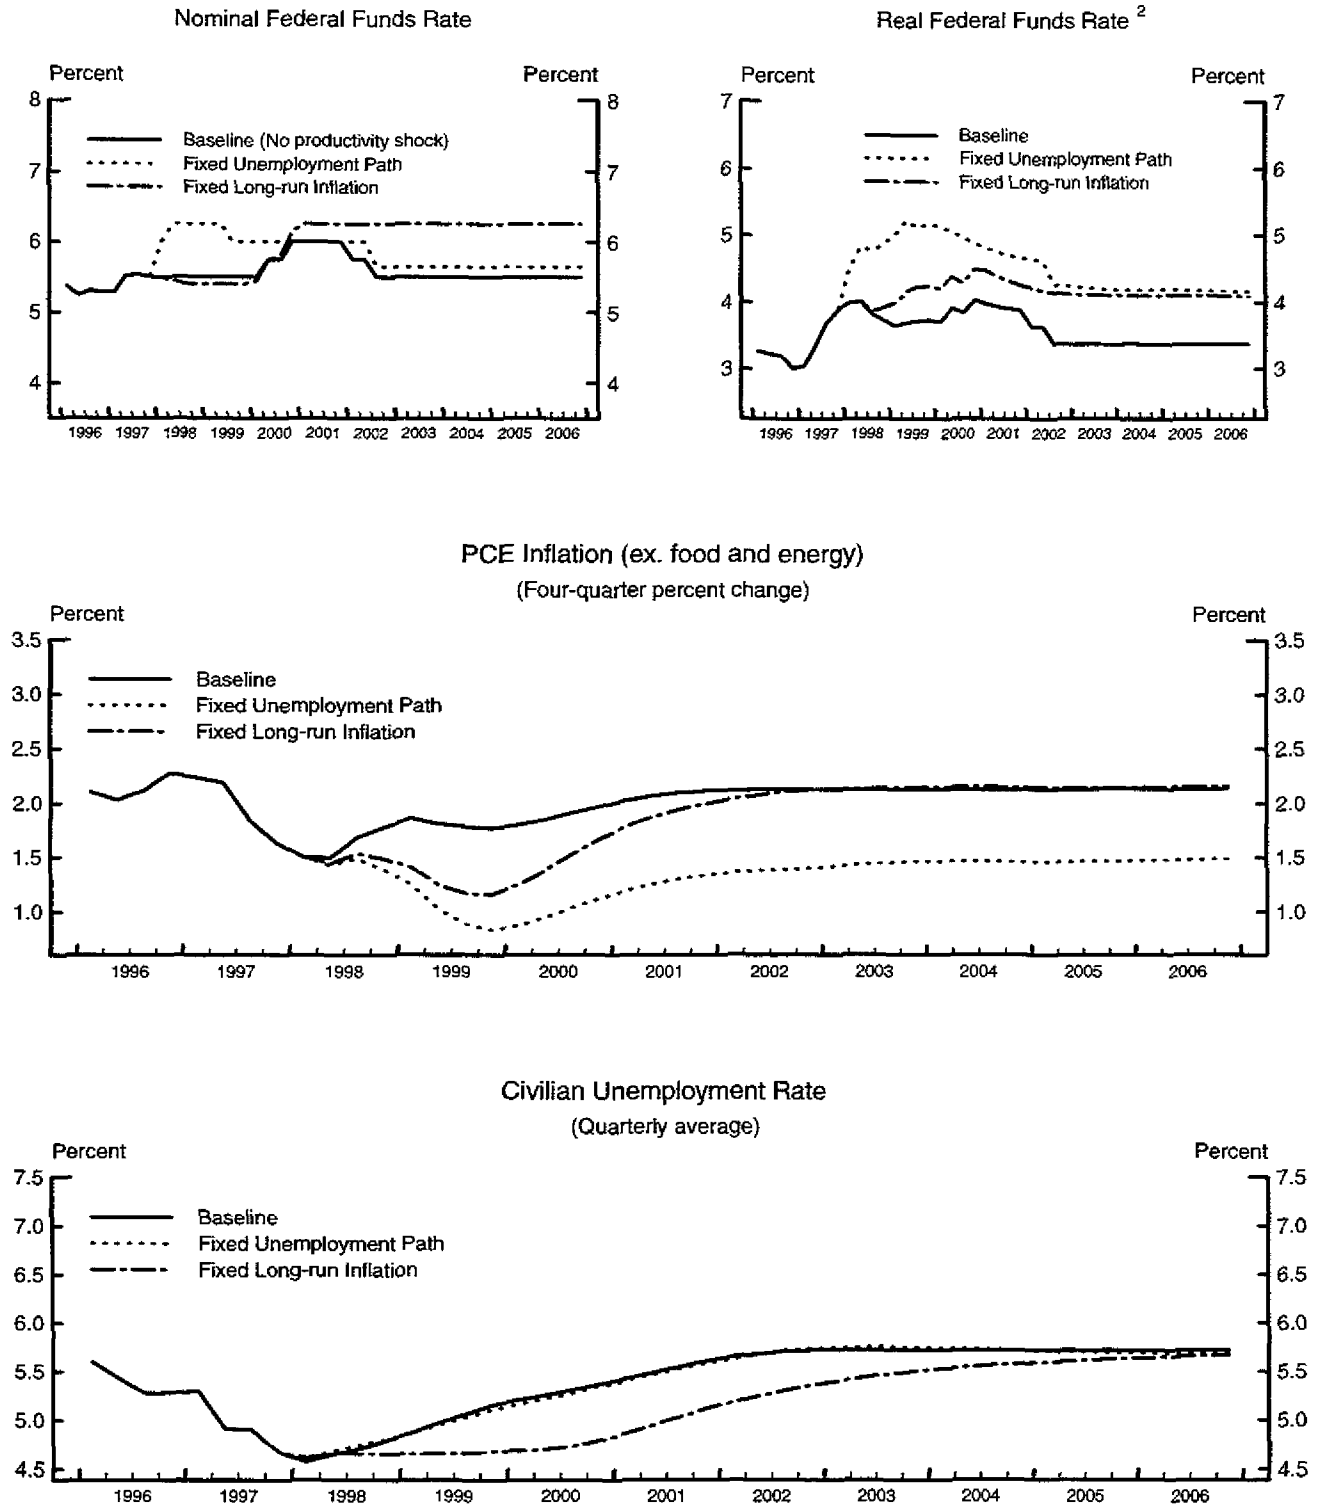 Nominal Federal Funds Rate
Percent Percent
8 8
Baseline (No productivity shock)
Fixed Unemployment Path
7 7
Fixed Long-run Inflation
6 6
5 5
4 4
1996 1997 1998 1999 2000 2001 2002 2003 2004 2005 2006
Real Federal Funds Rate 2
Percent Percent
7 7
Baseline
Fixed Unemployment Path
6 6
Fixed Long-run Inflation
5 5
4 4
3 3
1996 1997 1998 1999 2000 2001 2002 2003 2004 2005 2006
PCE Inflation (ex. food and energy)
(Four-quarter percent change)
Percent Percent
3.5 3.5
Baseline
3.0 3.0
Fixed Unemployment Path
Fixed Long-run Inflation
2.5 2.5
2.0 2.0
1.5 1.5
1.0 1.0
1996 1997 1998 1999 2000 2001 2002 2003 2004 2005 2006
Civilian Unemployment Rate
(Quarterly average)
Percent Percent
7.5 7.5
Baseline
7.0 7.0
Fixed Unemployment Path
Fixed Long-run Inflation
6.5 6.5
6.0 6.0
5.5 5.5
5.0 5.0
4.5 4.5
1996 1997 1998 1999 2000 2001 2002 2003 2004 2005 2006